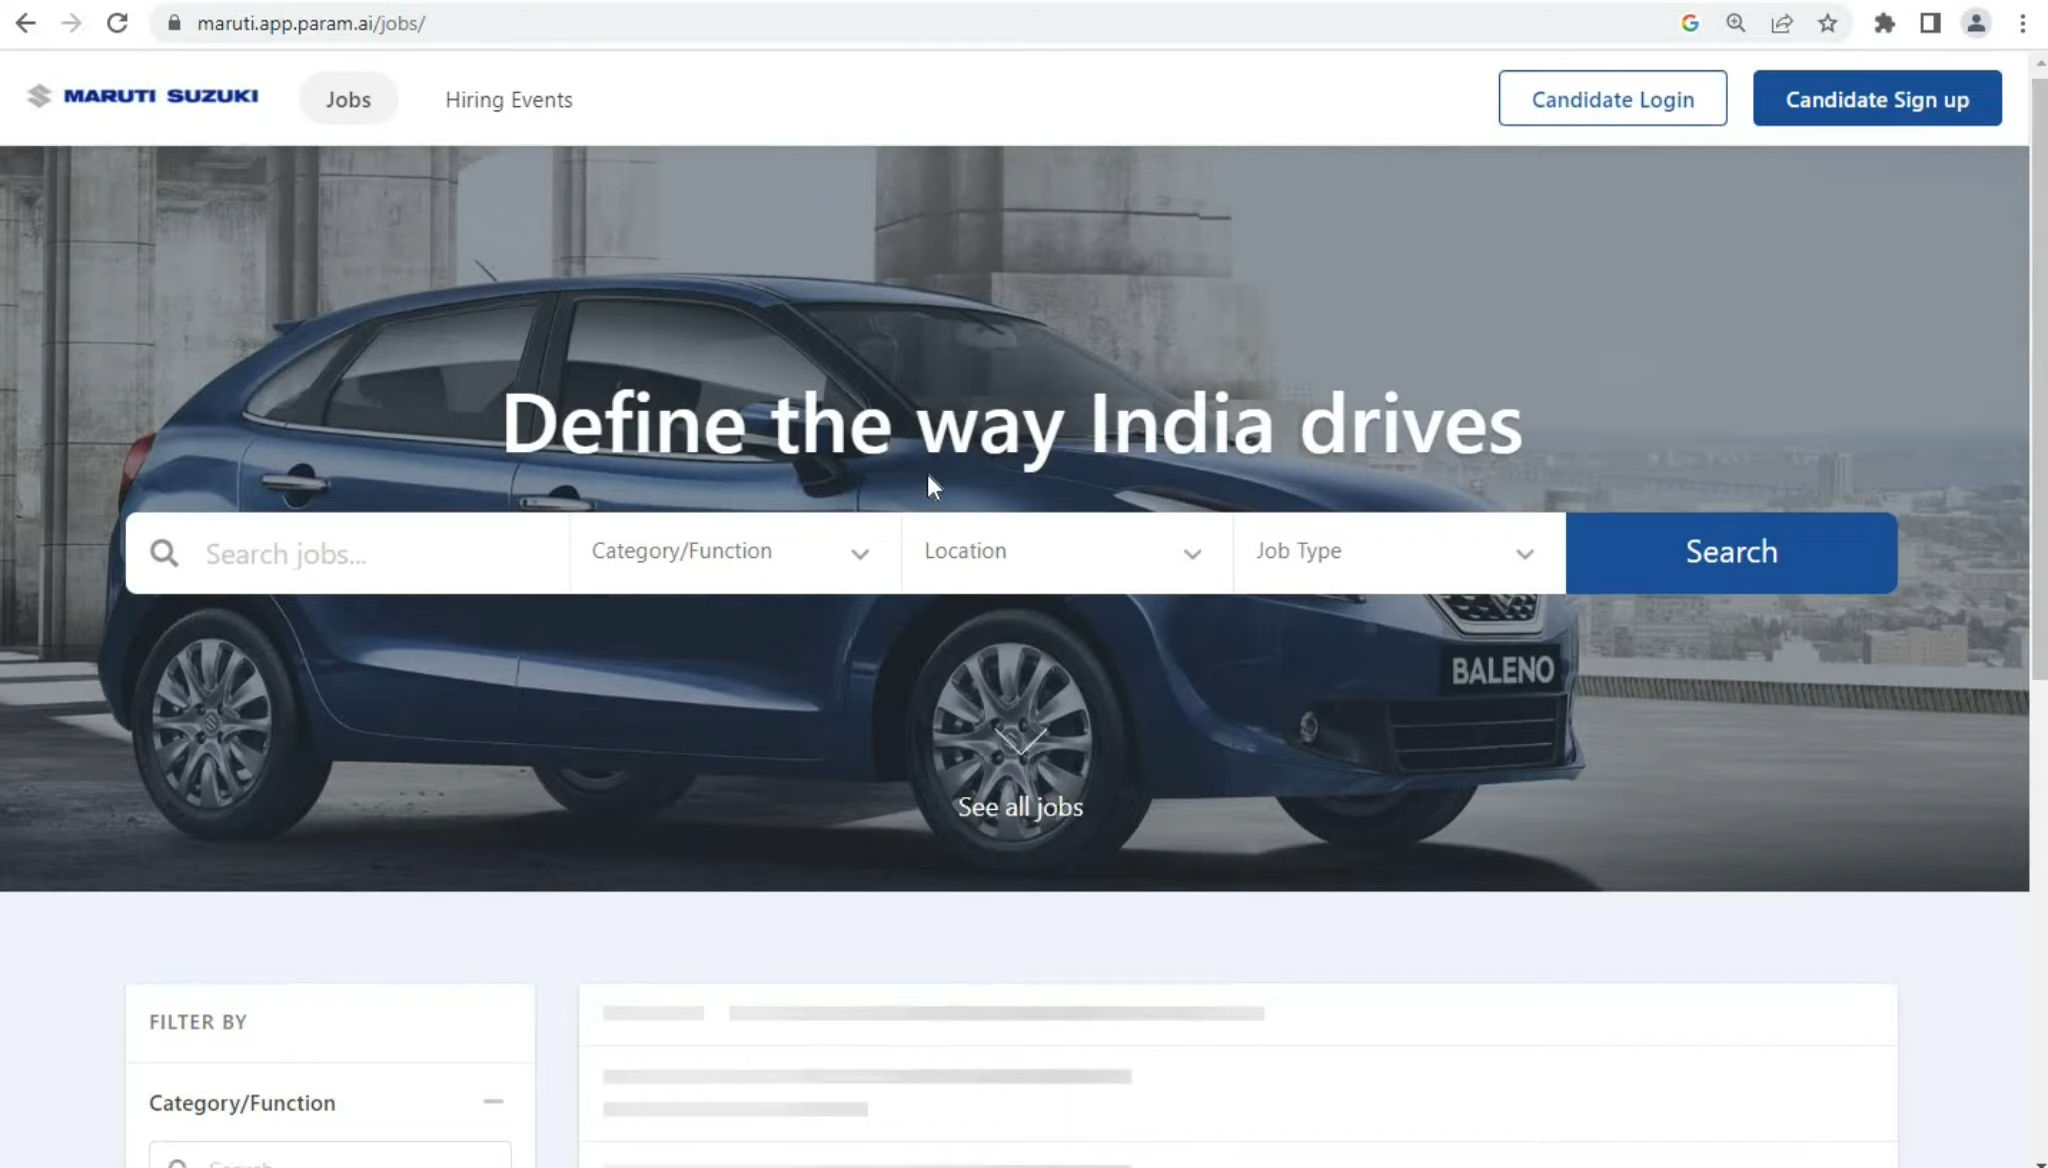 maruti.app.param.ai/jobs/
MARUTI SUZUKI
Jobs
Hiring Events
Candidate Login
Candidate Sign up
Define the way India drives
Search jobs...
Category/Function
Location
Job Type
Search
BALENO
See all jobs
FILTER BY
Category/Function